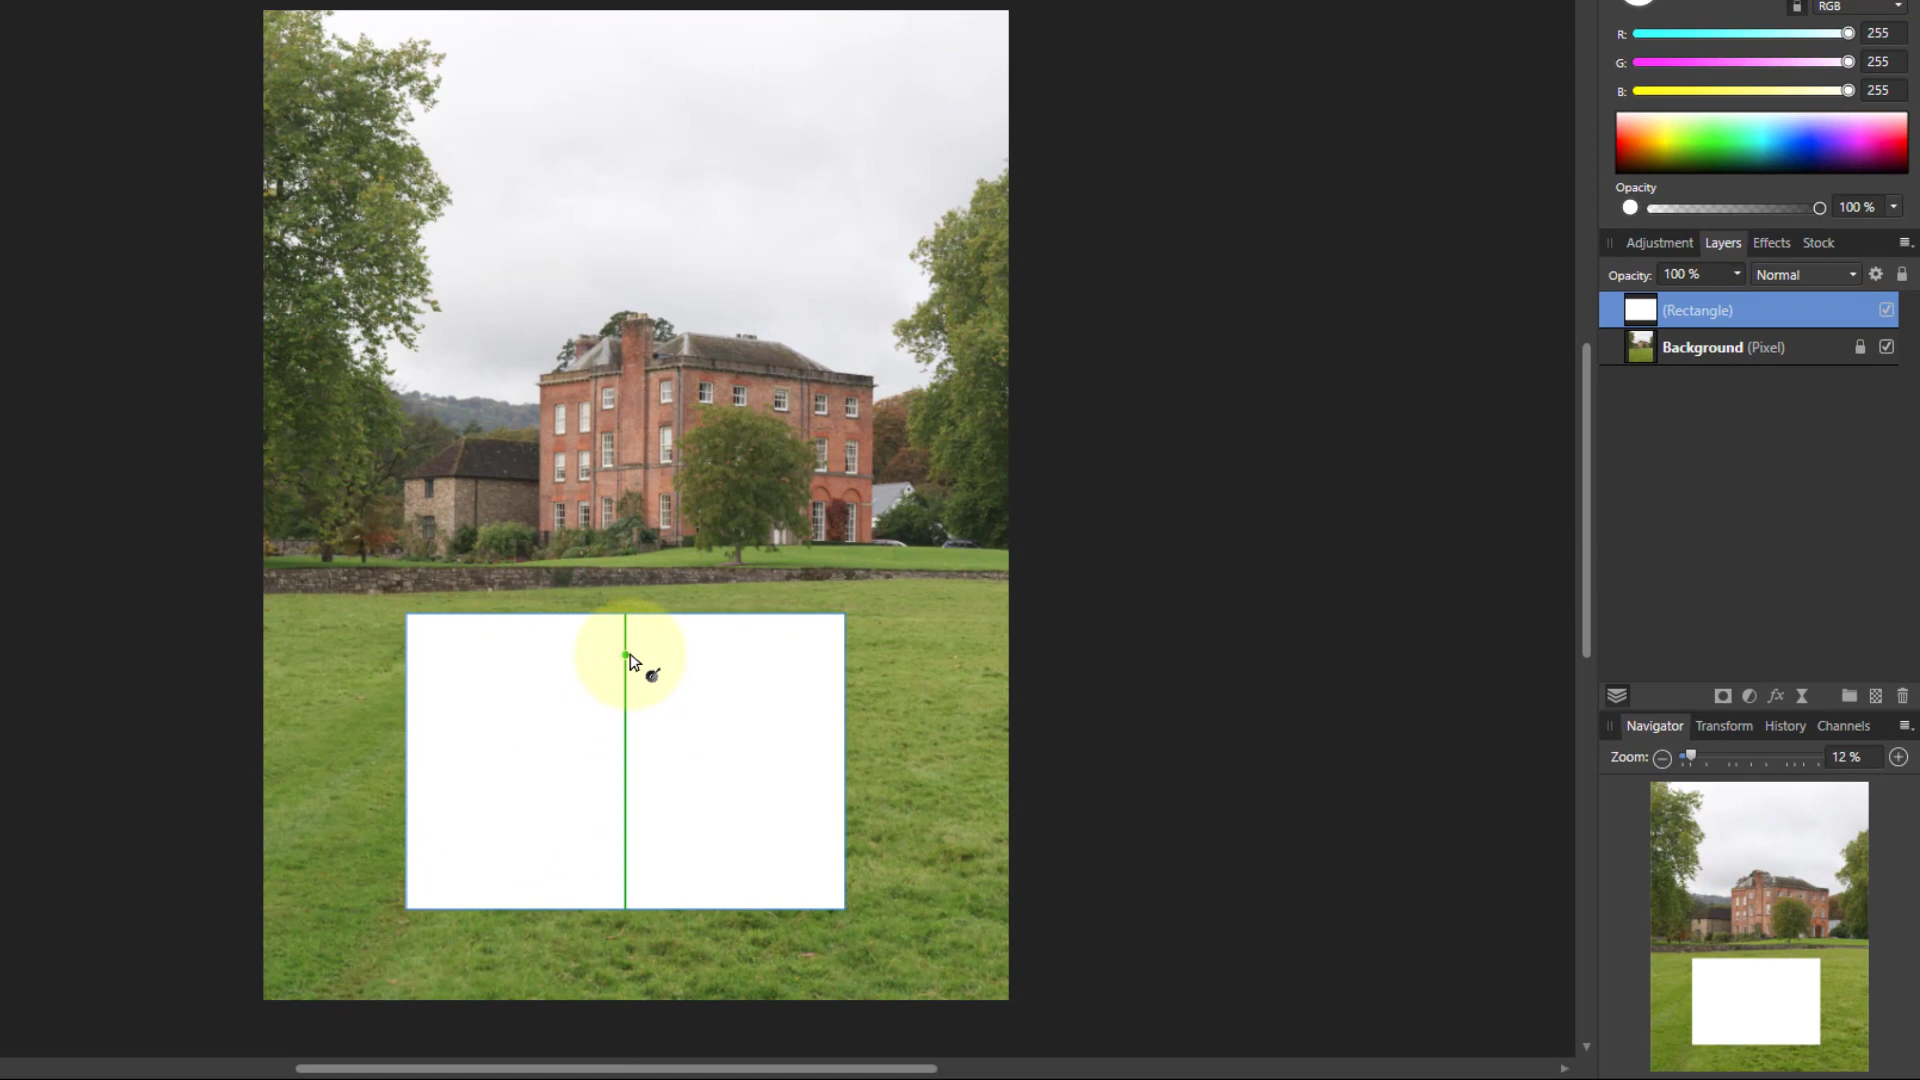 RGB
R: 255
G: 255
B: 255
Opacity
100 %
Adjustment Layers Effects Stock
Opacity: 100 % Normal
(Rectangle)
Background (Pixel)
fx
Navigator Transform History Channels
Zoom: 12 %